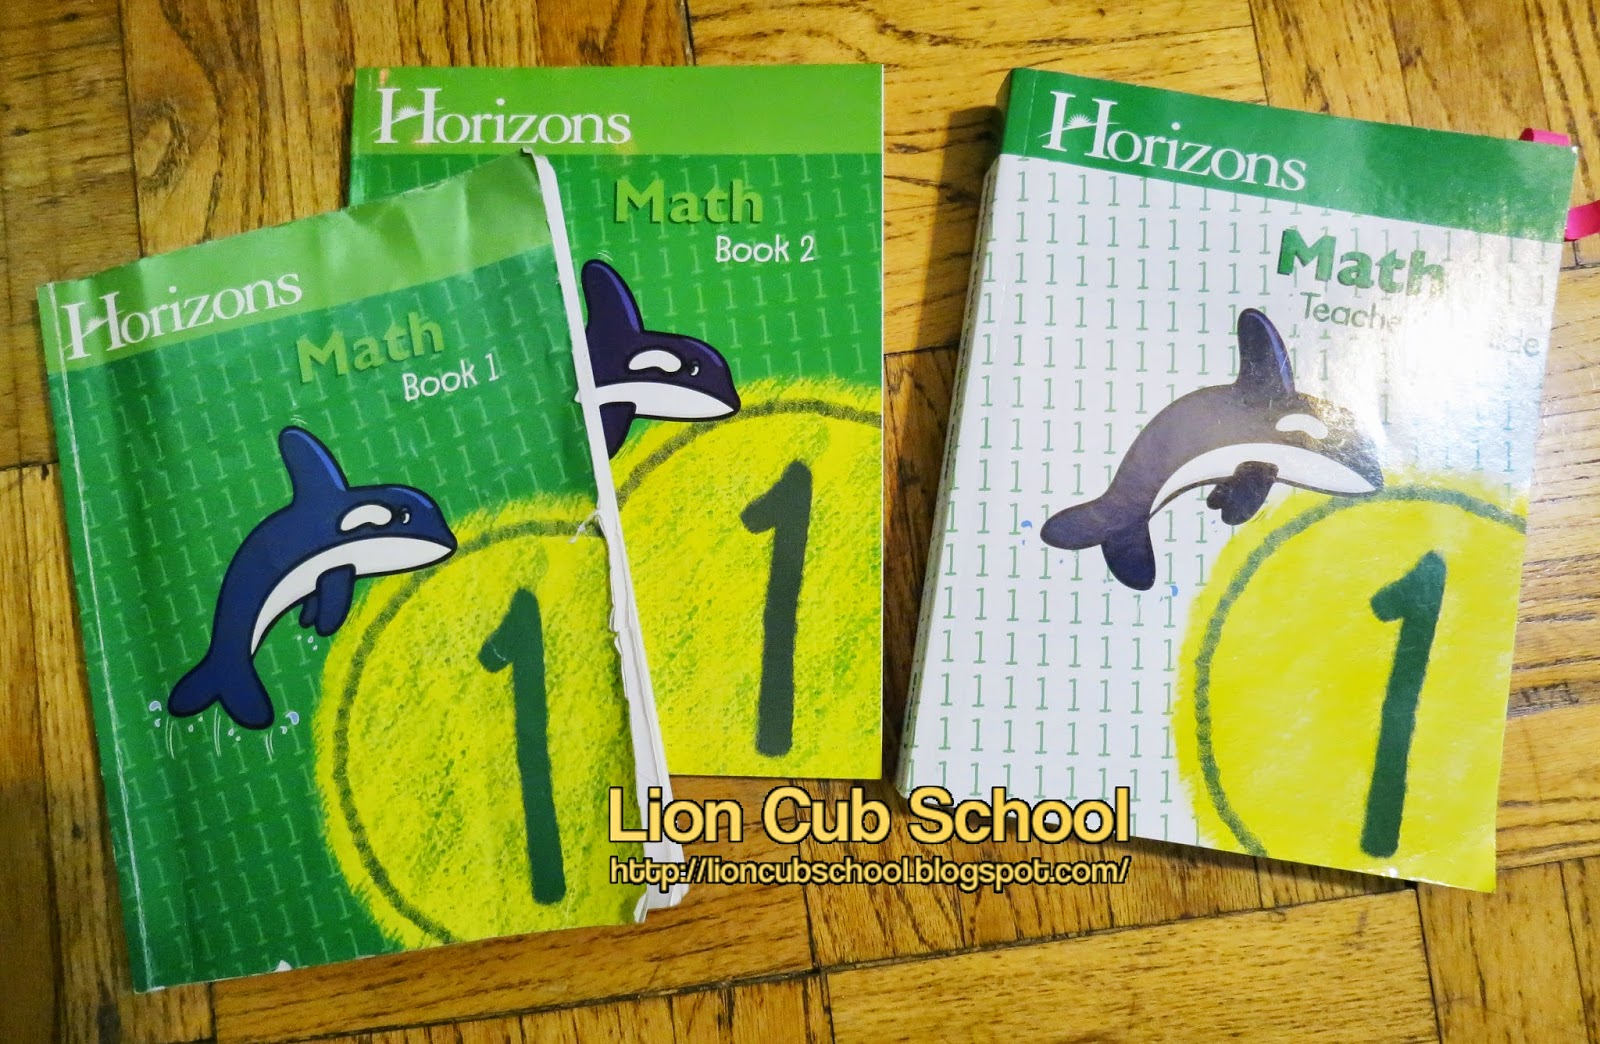 Horizons
Math
Book 1
1
Horizons
Math
Book 2
1
Horizons
Math
1
Lion Cub School
http://lioncubschool.blogspot.com/